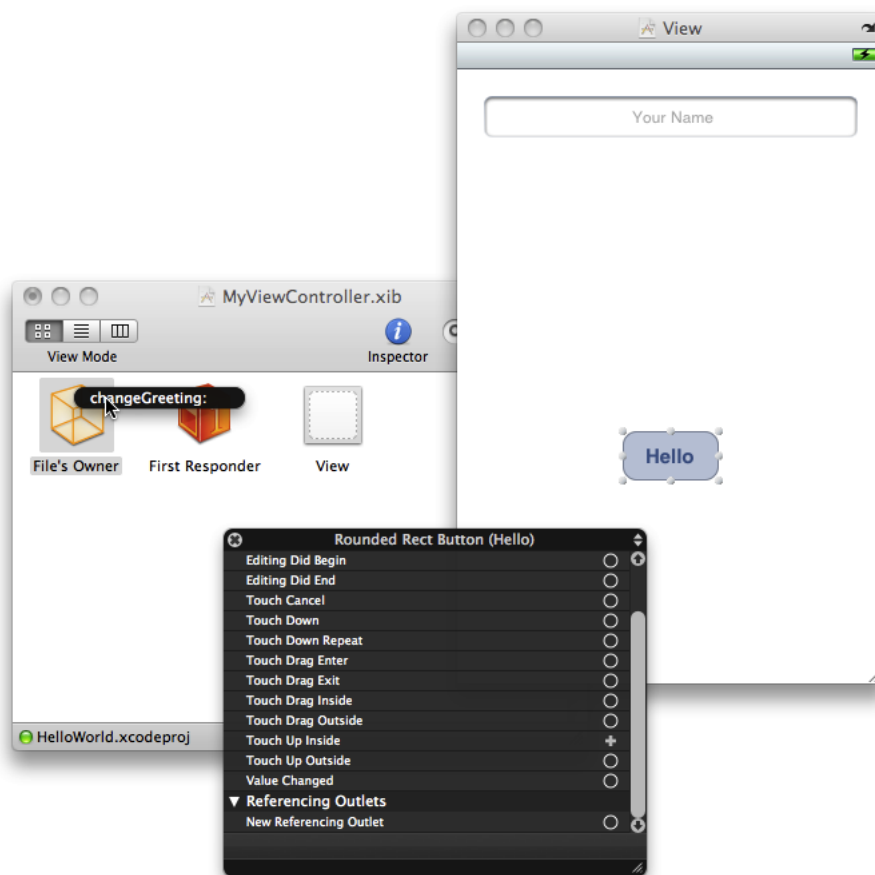 View
Your Name
MyViewController.xib
View Mode
Inspector
changeGreeting:
File's Owner
First Responder
View
Hello
HelloWorld.xcodeproj
Rounded Rect Button (Hello)
Editing Did Begin
Editing Did End
Touch Cancel
Touch Down
Touch Down Repeat
Touch Drag Enter
Touch Drag Exit
Touch Drag Inside
Touch Drag Outside
Touch Up Inside
Touch Up Outside
Value Changed
Referencing Outlets
New Referencing Outlet